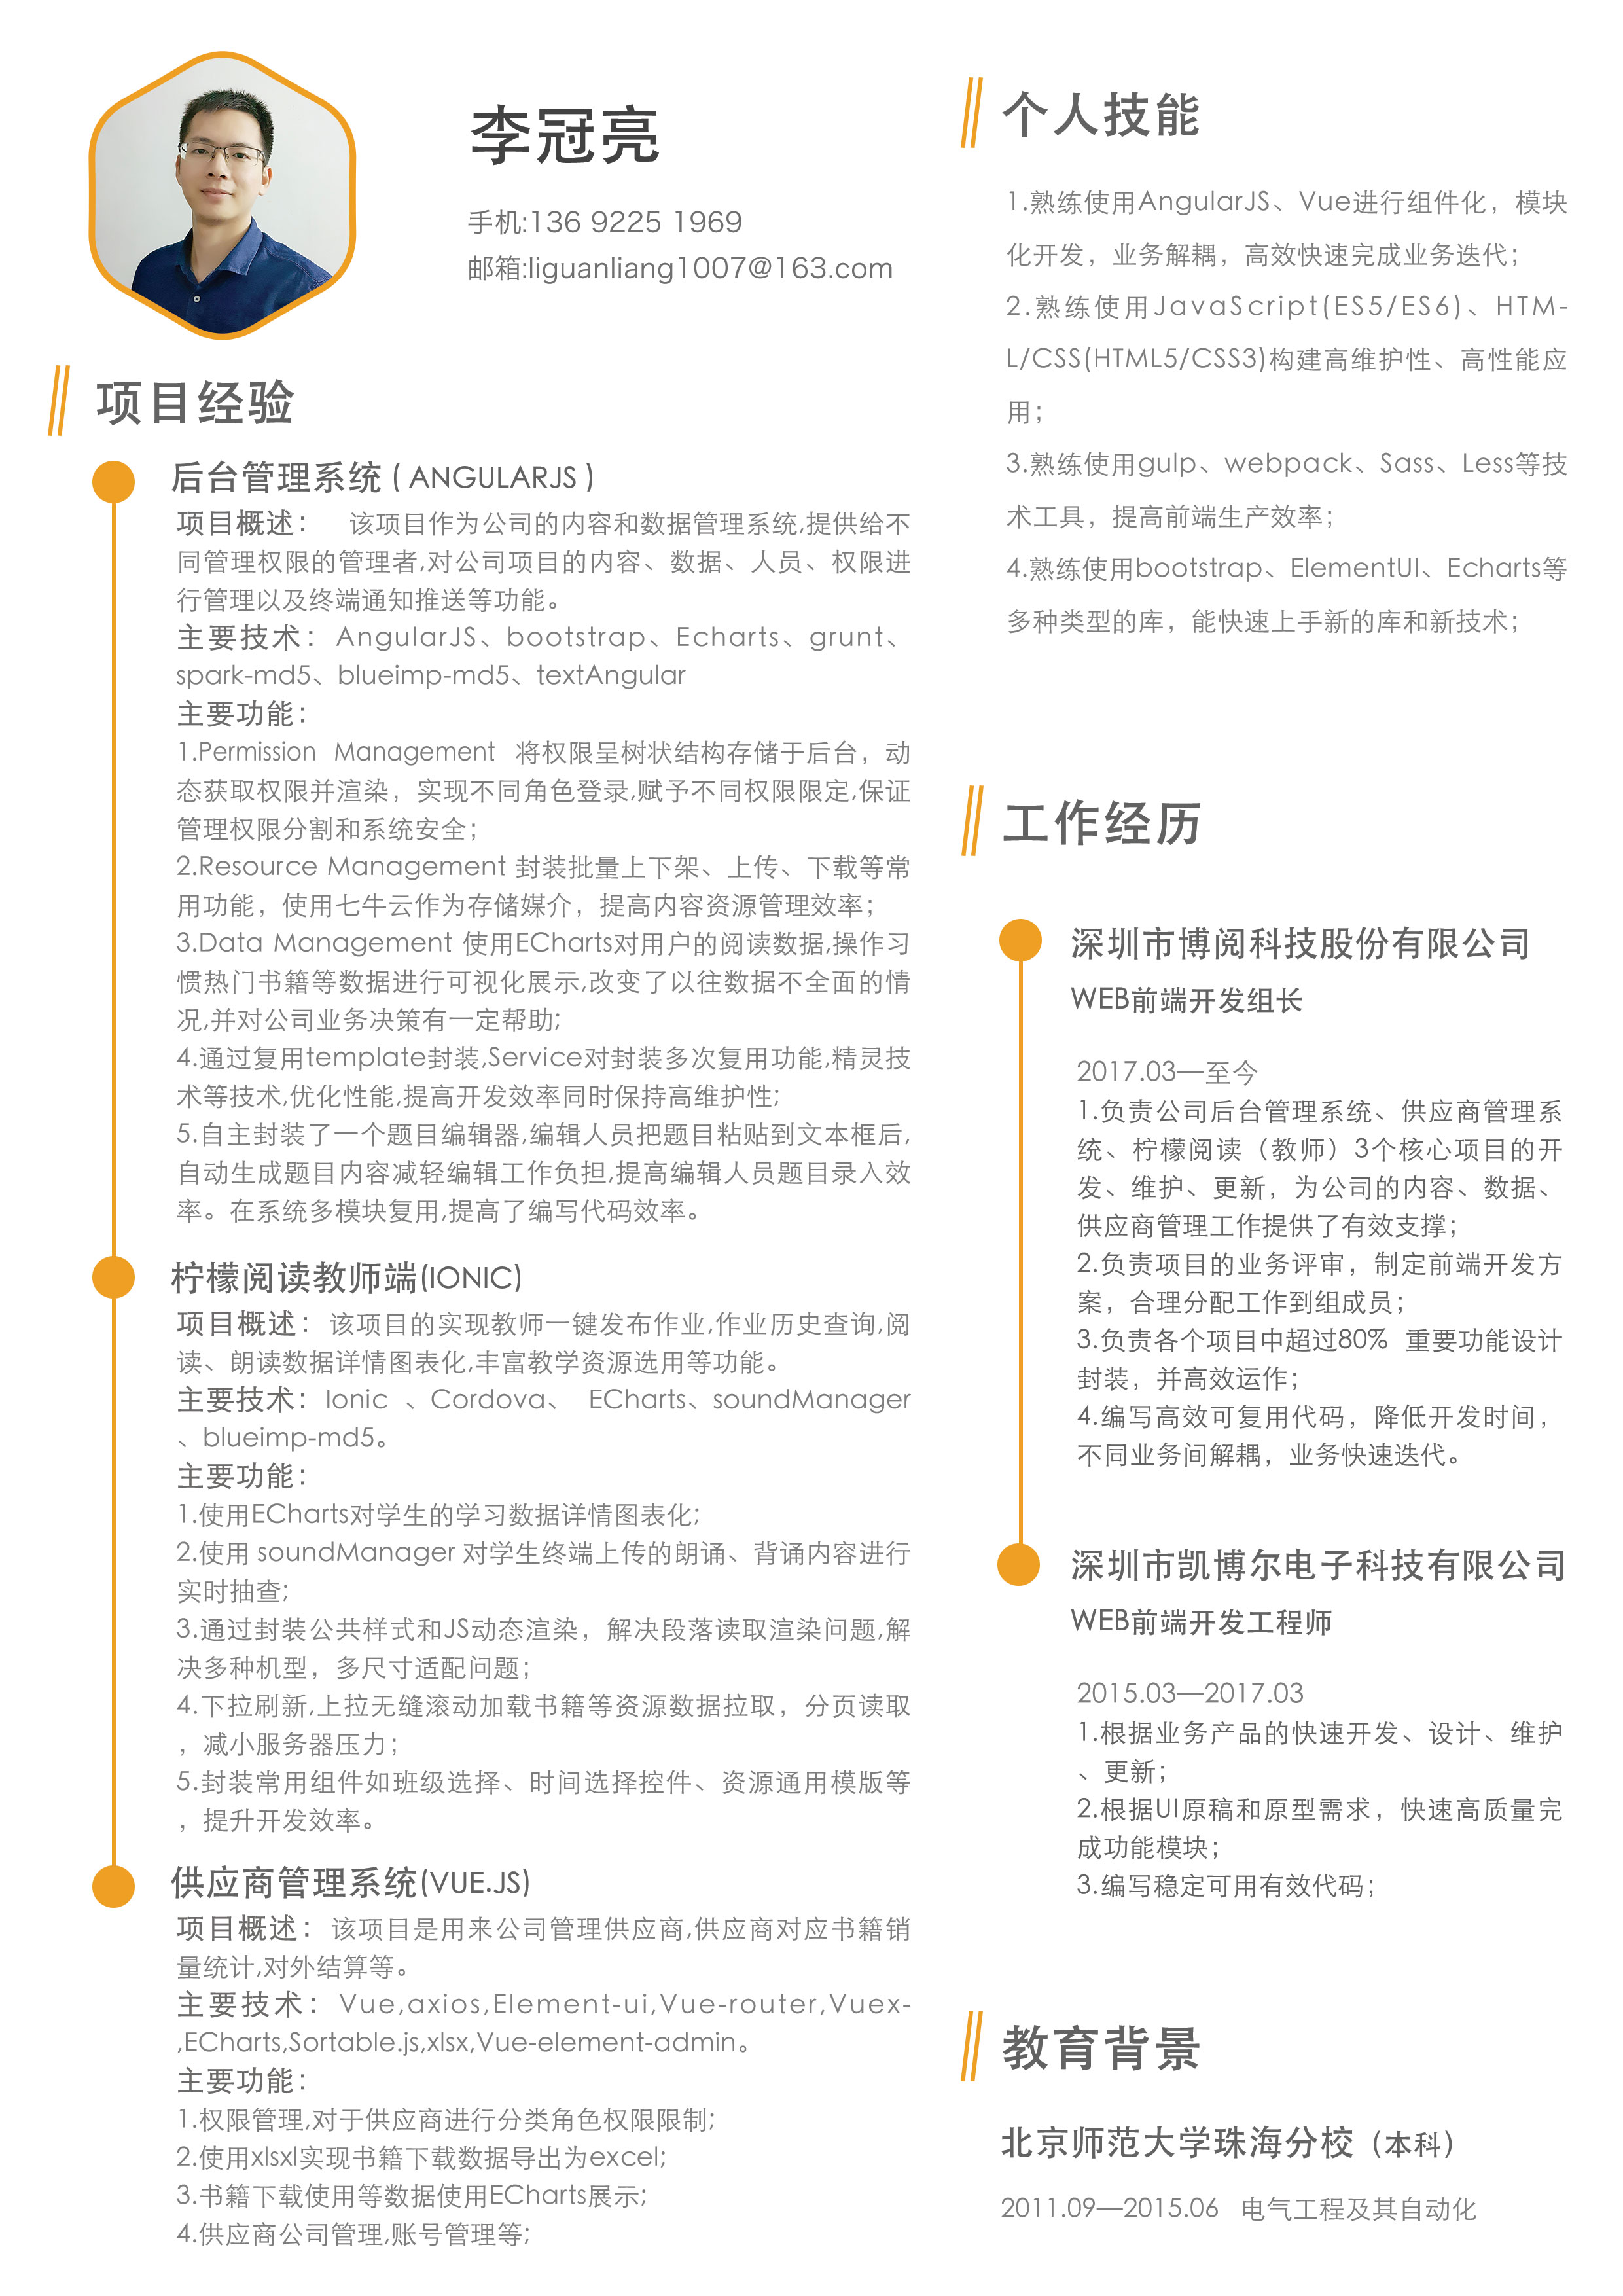 李冠亮
手机:136 9225 1969
邮箱:liguanliang1007@163.com
项目经验
后台管理系统 ( ANGULARJS )
项目概述： 该项目作为公司的内容和数据管理系统,提供给不
同管理权限的管理者,对公司项目的内容、数据、人员、权限进
行管理以及终端通知推送等功能。
主要技术：AngularJS、bootstrap、Echarts、grunt、
spark-md5、blueimp-md5、textAngular
主要功能：
1.Permission Management 将权限呈树状结构存储于后台，动
态获取权限并渲染，实现不同角色登录,赋予不同权限限定,保证
管理权限分割和系统安全；
2.Resource Management 封装批量上下架、上传、下载等常
用功能，使用七牛云作为存储媒介，提高内容资源管理效率；
3.Data Management 使用ECharts对用户的阅读数据,操作习
惯热门书籍等数据进行可视化展示,改变了以往数据不全面的情
况,并对公司业务决策有一定帮助;
4.通过复用template封装,Service对封装多次复用功能,精灵技
术等技术,优化性能,提高开发效率同时保持高维护性;
5.自主封装了一个题目编辑器,编辑人员把题目粘贴到文本框后,
自动生成题目内容减轻编辑工作负担,提高编辑人员题目录入效
率。在系统多模块复用,提高了编写代码效率。
柠檬阅读教师端(IONIC)
项目概述：该项目的实现教师一键发布作业,作业历史查询,阅
读、朗读数据详情图表化,丰富教学资源选用等功能。
主要技术：Ionic 、Cordova、 ECharts、soundManager
、blueimp-md5。
主要功能：
1.使用ECharts对学生的学习数据详情图表化;
2.使用 soundManager 对学生终端上传的朗诵、背诵内容进行
实时抽查;
3.通过封装公共样式和JS动态渲染，解决段落读取渲染问题,解
决多种机型，多尺寸适配问题；
4.下拉刷新,上拉无缝滚动加载书籍等资源数据拉取，分页读取
，减小服务器压力；
5.封装常用组件如班级选择、时间选择控件、资源通用模版等
，提升开发效率。
供应商管理系统(VUE.JS)
项目概述：该项目是用来公司管理供应商,供应商对应书籍销
量统计,对外结算等。
主要技术：Vue,axios,Element-ui,Vue-router,Vuex-
,ECharts,Sortable.js,xlsx,Vue-element-admin。
主要功能：
1.权限管理,对于供应商进行分类角色权限限制;
2.使用xlsxl实现书籍下载数据导出为excel;
3.书籍下载使用等数据使用ECharts展示;
4.供应商公司管理,账号管理等;
个人技能
1.熟练使用AngularJS、Vue进行组件化，模块
化开发，业务解耦，高效快速完成业务迭代；
2.熟练使用JavaScript(ES5/ES6)、HTM-
L/CSS(HTML5/CSS3)构建高维护性、高性能应
用；
3.熟练使用gulp、webpack、Sass、Less等技
术工具，提高前端生产效率；
4.熟练使用bootstrap、ElementUI、Echarts等
多种类型的库，能快速上手新的库和新技术；
工作经历
深圳市博阅科技股份有限公司
WEB前端开发组长
2017.03—至今
1.负责公司后台管理系统、供应商管理系
统、柠檬阅读（教师）3个核心项目的开
发、维护、更新，为公司的内容、数据、
供应商管理工作提供了有效支撑；
2.负责项目的业务评审，制定前端开发方
案，合理分配工作到组成员；
3.负责各个项目中超过80% 重要功能设计
封装，并高效运作；
4.编写高效可复用代码，降低开发时间，
不同业务间解耦，业务快速迭代。
深圳市凯博尔电子科技有限公司
WEB前端开发工程师
2015.03—2017.03
1.根据业务产品的快速开发、设计、维护
、更新；
2.根据UI原稿和原型需求，快速高质量完
成功能模块；
3.编写稳定可用有效代码；
教育背景
北京师范大学珠海分校（本科）
2011.09—2015.06 电气工程及其自动化